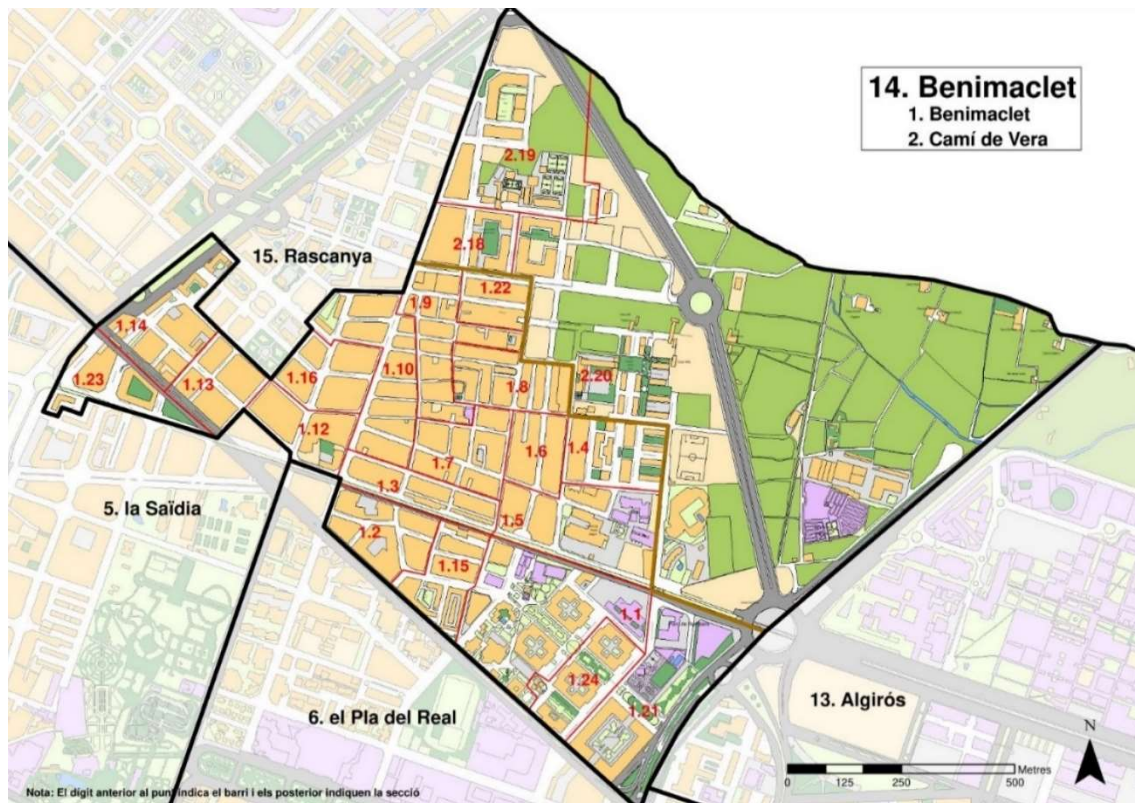 14. Benimaclet
1. Benimaclet
2. Camí de Vera
2.19
15. Rascanya
2.18
1.22
1.9
1.14
1.23
1.13
1.16
1.10
1.8
2.20
1.12
1.7
1.6
1.4
1.3
5. la Saïdia
1.2
1.5
1.15
1.1
1.24
1.21
6. el Pla del Real
13. Algirós
N
Metres
0 125 250 500
Nota: El dígit anterior al punt indica el barri i els posterior indiquen la secció